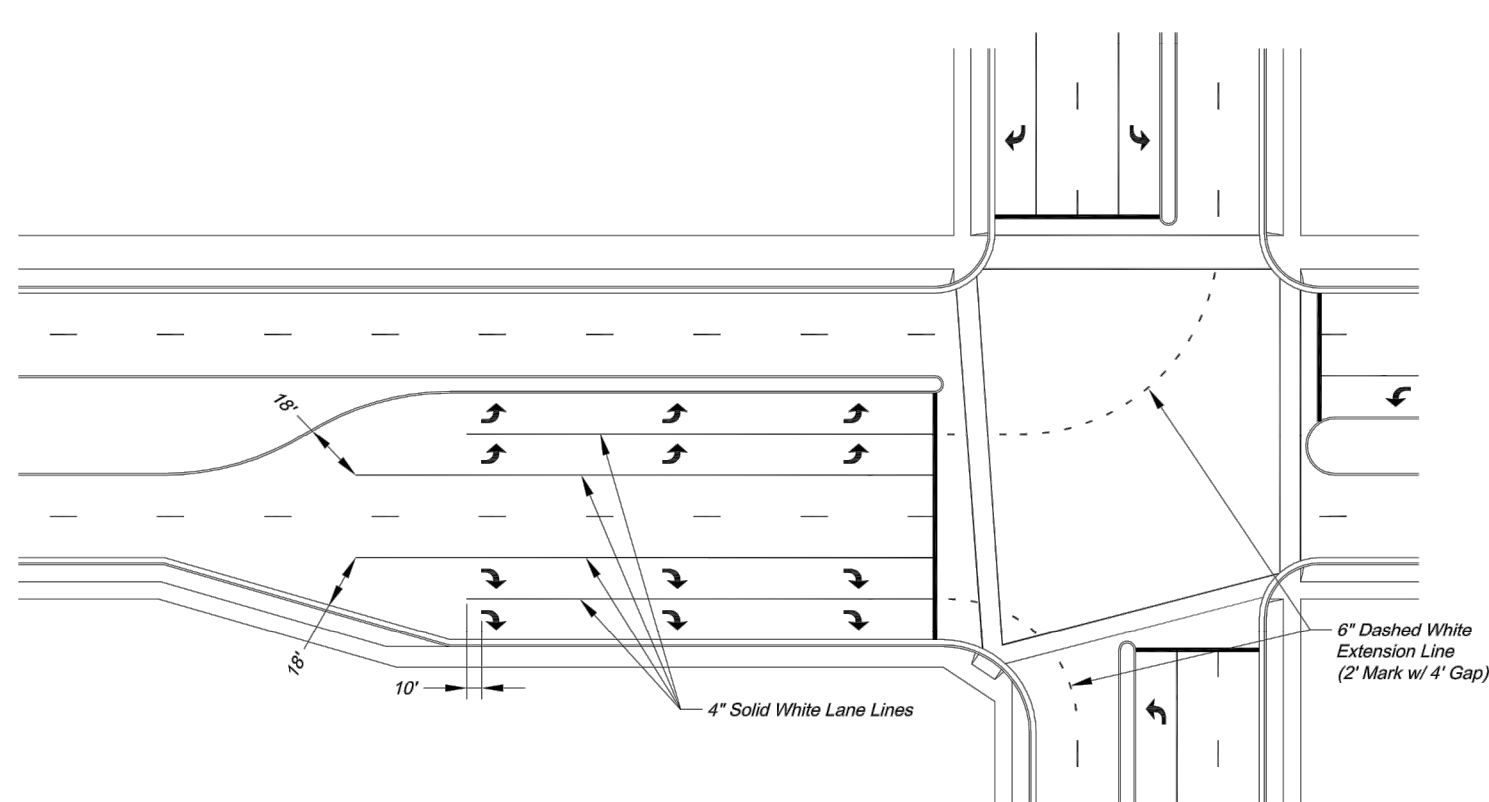 18'
18'
10'
4" Solid White Lane Lines
6" Dashed White
Extension Line
(2' Mark w/ 4' Gap)